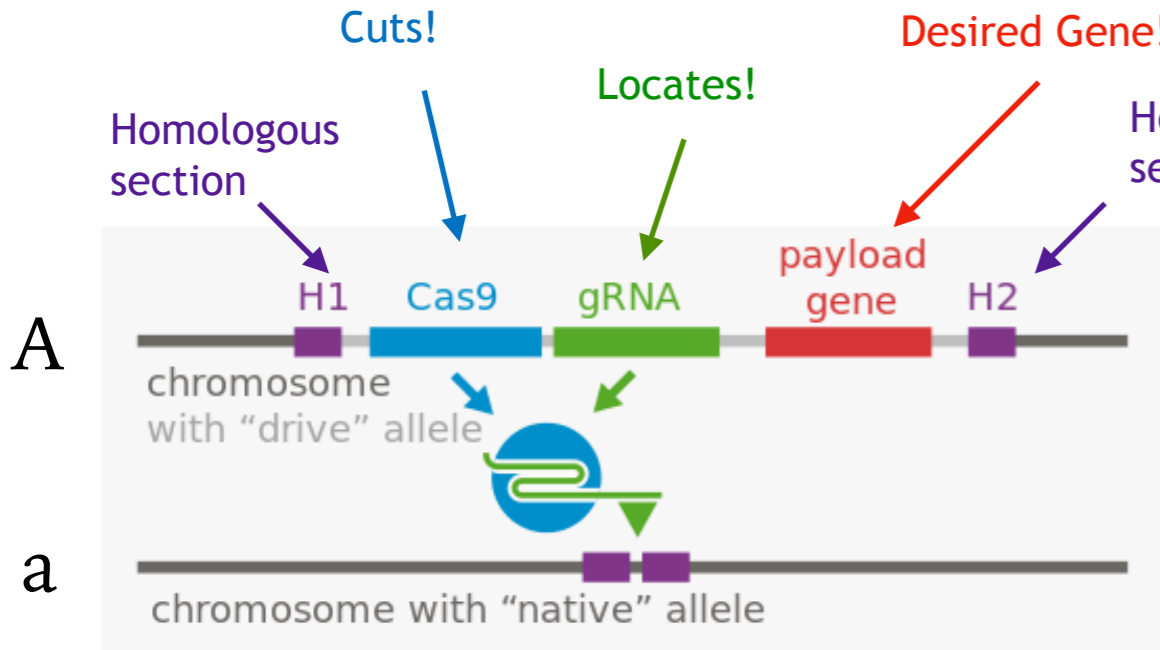 Cuts!
Desired Gene!
Locates!
Homologous
section
payload
gene
H1
Cas9
gRNA
H2
A
chromosome
with “drive” allele
a
chromosome with “native” allele